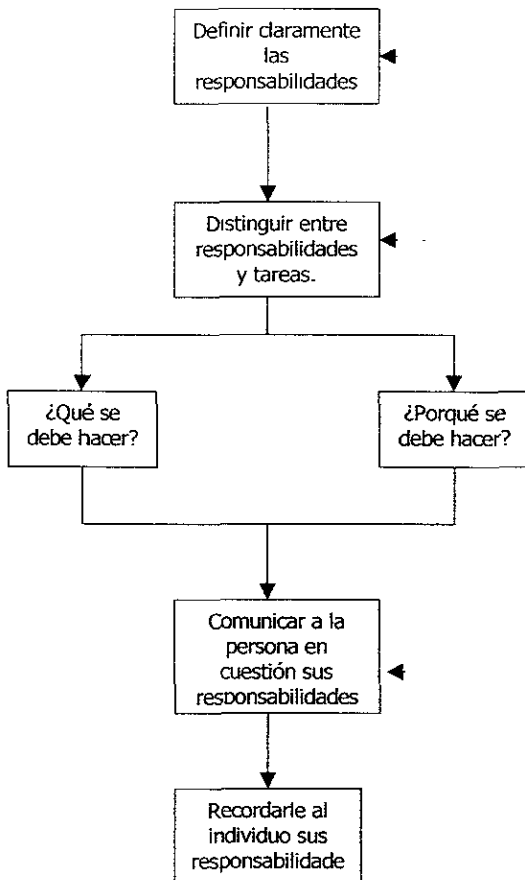 Definir claramente
las
responsabilidades
Distinguir entre
responsabilidades
y tareas.
¿Qué se
debe hacer?
¿Porqué se
debe hacer?
Comunicar a la
persona en
cuestión sus
responsabilidades
Recordarle al
individuo sus
responsabilidade